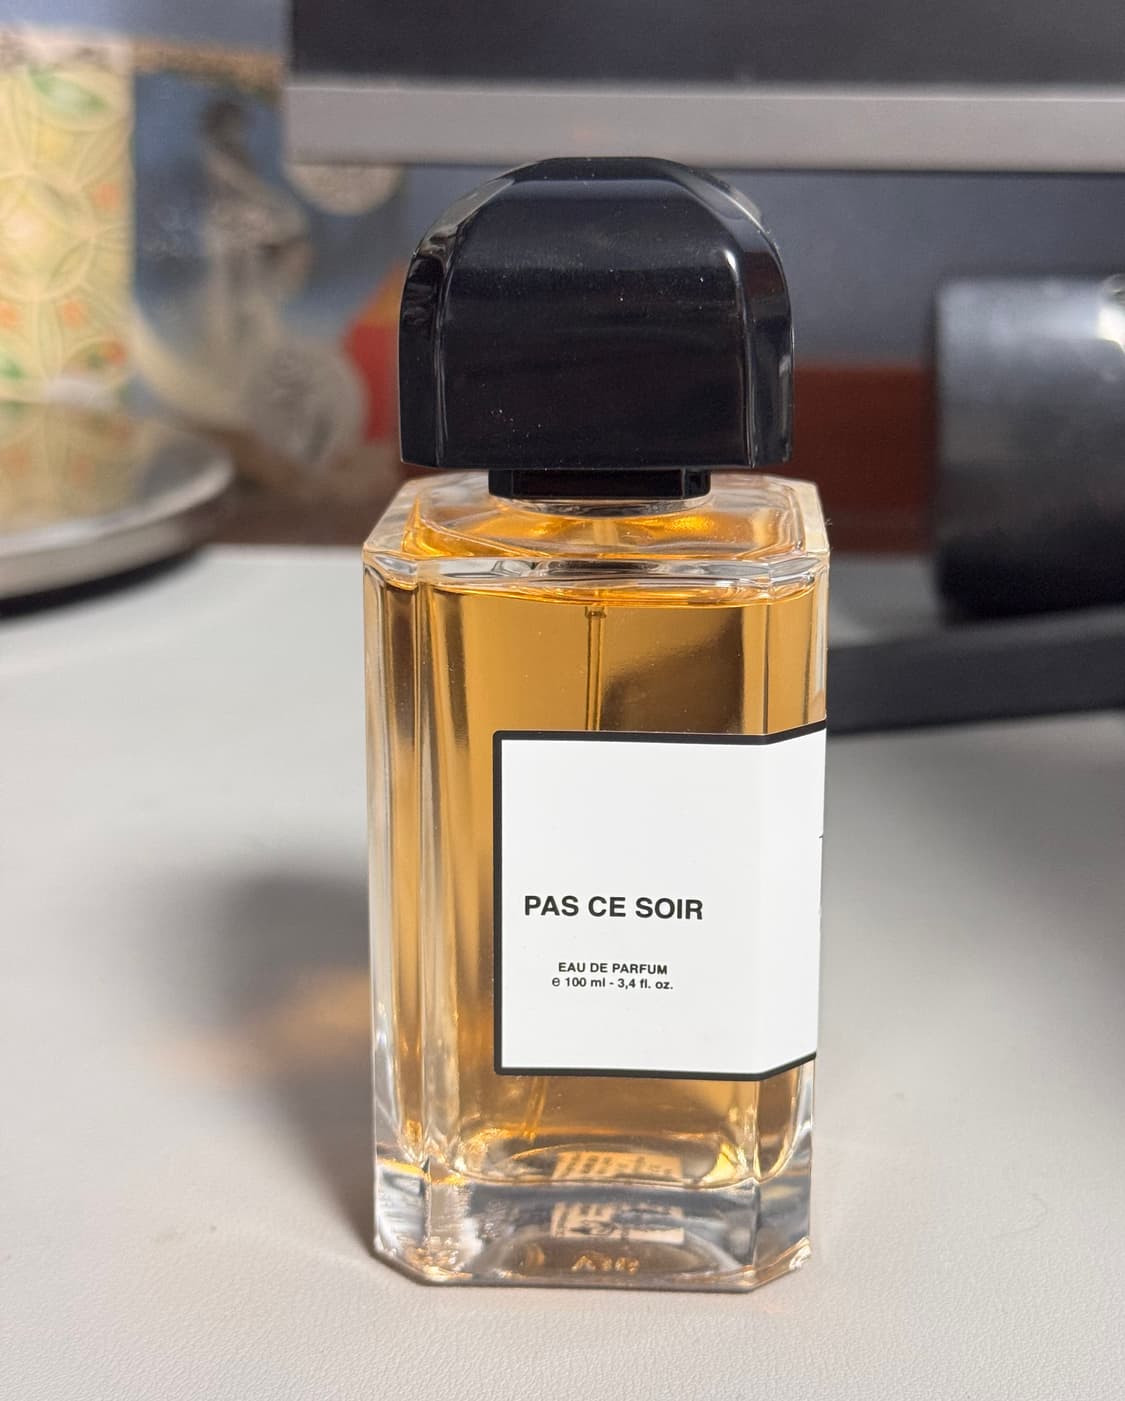 PAS CE SOIR
EAU DE PARFUM
℮ 100 ml - 3,4 fl. oz.